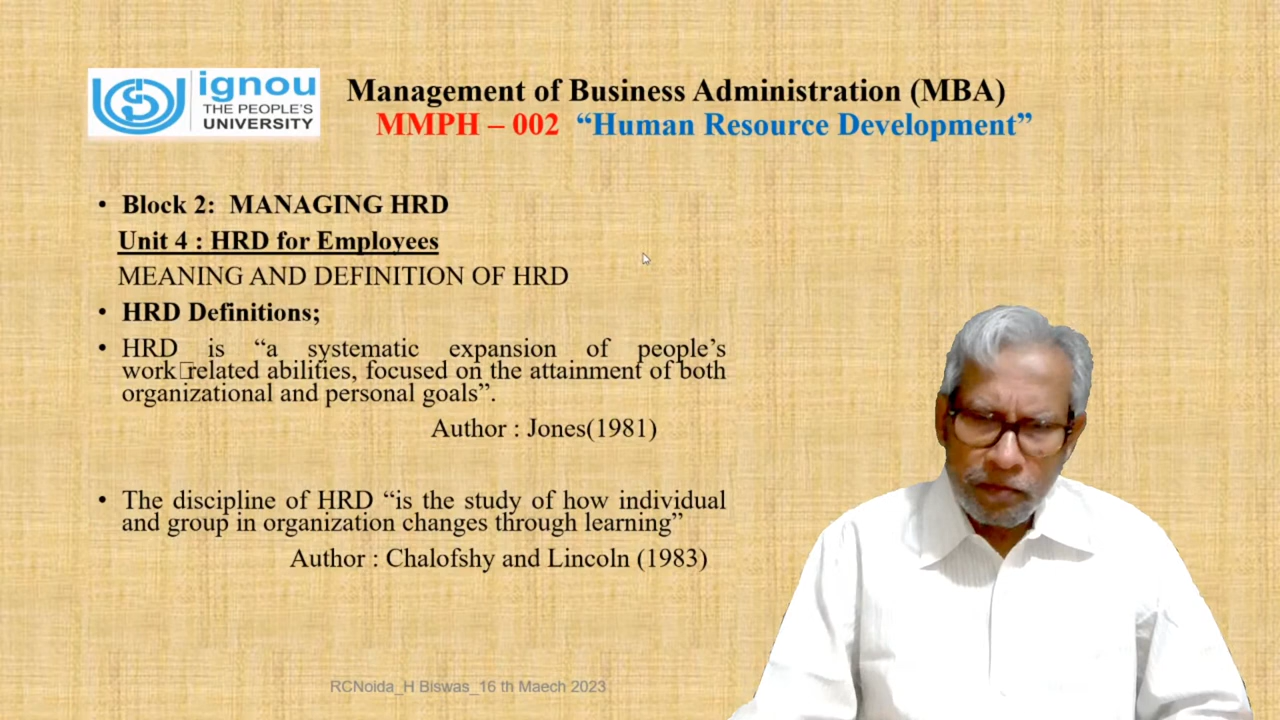 ignou
THE PEOPLE'S
UNIVERSITY
Management of Business Administration (MBA)
MMPH – 002 “Human Resource Development”
• Block 2: MANAGING HRD
Unit 4 : HRD for Employees
MEANING AND DEFINITION OF HRD
• HRD Definitions;
• HRD is “a systematic expansion of people’s
work□related abilities, focused on the attainment of both
organizational and personal goals”.
Author : Jones(1981)
• The discipline of HRD “is the study of how individual
and group in organization changes through learning”
Author : Chalofshy and Lincoln (1983)
RCNoida_H Biswas_16 th Maech 2023